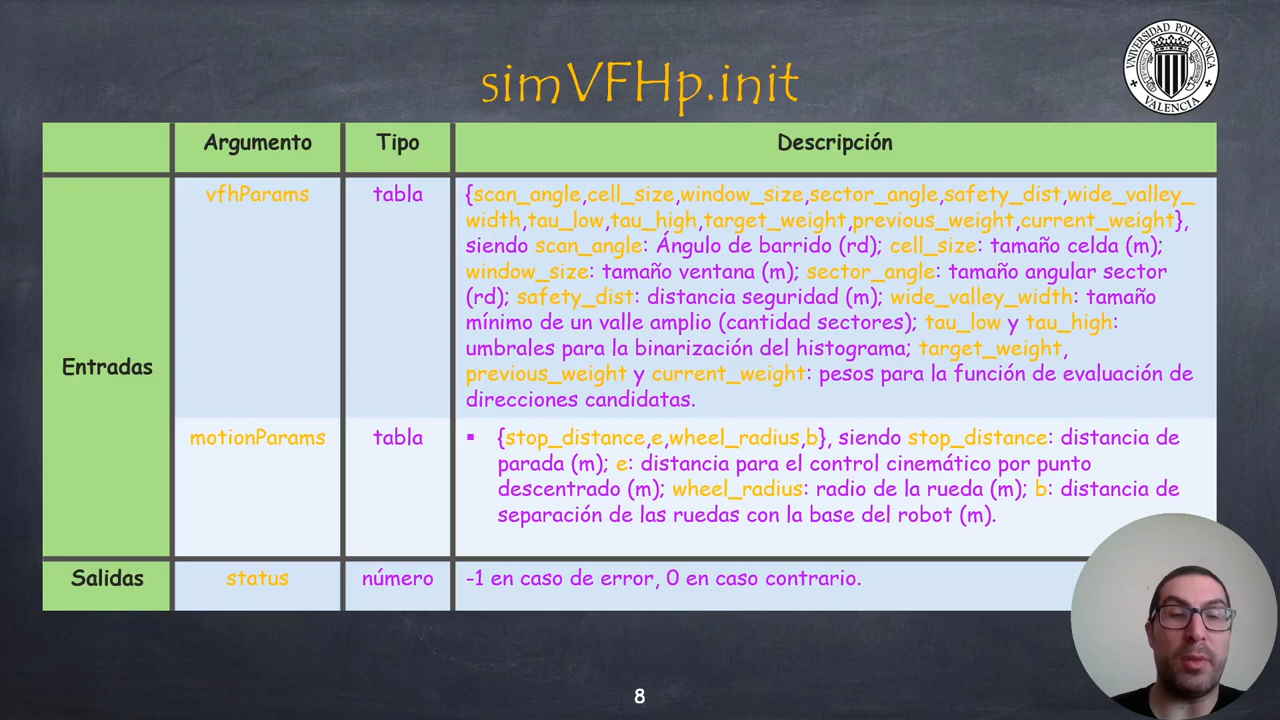 simVFHp.init
UNIVERSIDAD POLITECNICA
VALENCIA
Argumento Tipo Descripción
Entradas
vfhParams tabla {scan_angle,cell_size,window_size,sector_angle,safety_dist,wide_valley_
width,tau_low,tau_high,target_weight,previous_weight,current_weight},
siendo scan_angle: Ángulo de barrido (rd); cell_size: tamaño celda (m);
window_size: tamaño ventana (m); sector_angle: tamaño angular sector
(rd); safety_dist: distancia seguridad (m); wide_valley_width: tamaño
mínimo de un valle amplio (cantidad sectores); tau_low y tau_high:
umbrales para la binarización del histograma; target_weight,
previous_weight y current_weight: pesos para la función de evaluación de
direcciones candidatas.
motionParams tabla ▪ {stop_distance,e,wheel_radius,b}, siendo stop_distance: distancia de
parada (m); e: distancia para el control cinemático por punto
descentrado (m); wheel_radius: radio de la rueda (m); b: distancia de
separación de las ruedas con la base del robot (m).
Salidas status número -1 en caso de error, 0 en caso contrario.
8